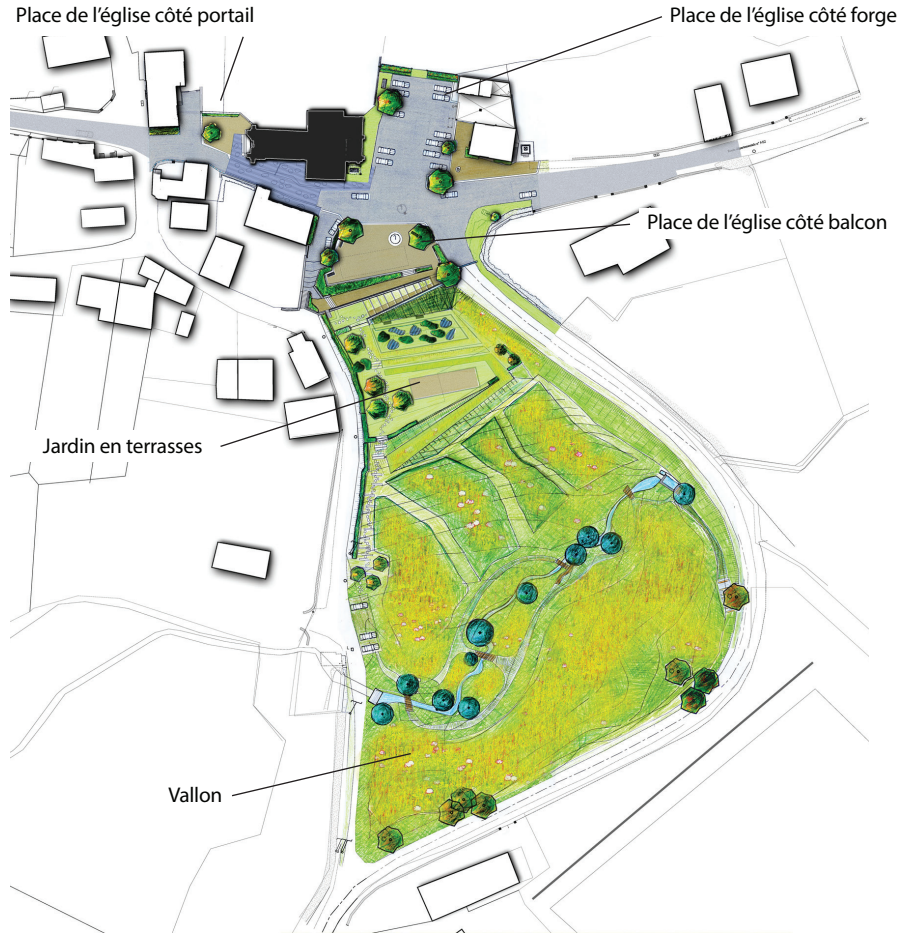 Place de l'église côté portail
Place de l'église côté forge
Place de l'église côté balcon
Jardin en terrasses
Vallon